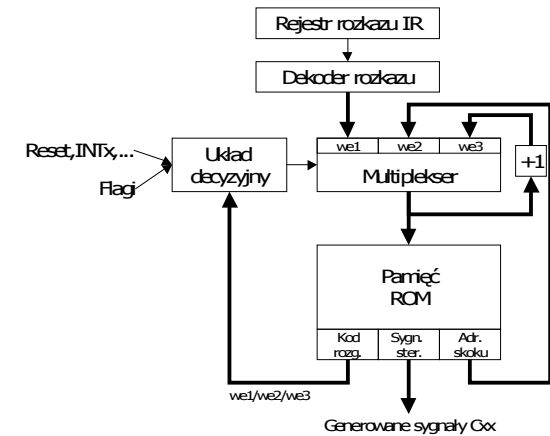 Rejestr rozkazu IR
Dekoder rozkazu
we1 we2 we3
Reset, INTx, ...
Układ
decyzyjny
+1
Multiplekser
Flagi
Pamięć
ROM
Kod
rozg.
Sygn.
ster.
Adr.
skoku
we1/we2/we3
Generowane sygnały Cxx